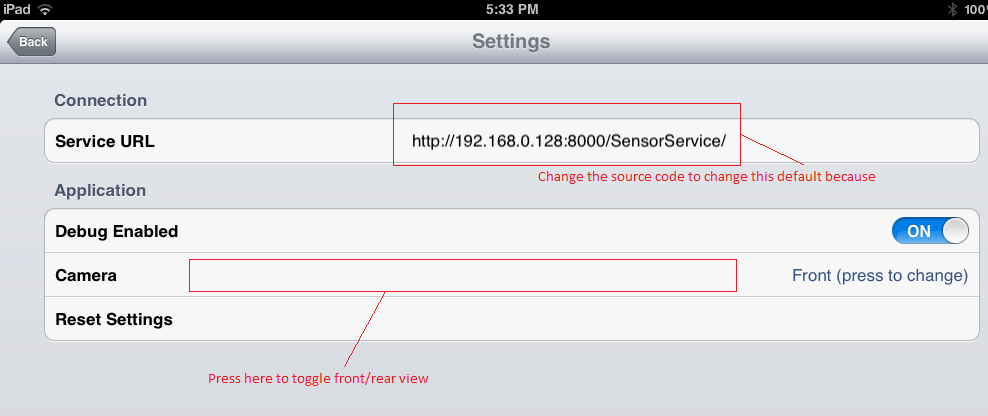 iPad 5:33 PM 100
Back Settings
Connection
Service URL http://192.168.0.128:8000/SensorService/
Change the source code to change this default because
Application
Debug Enabled ON
Camera Front (press to change)
Reset Settings
Press here to toggle front/rear view